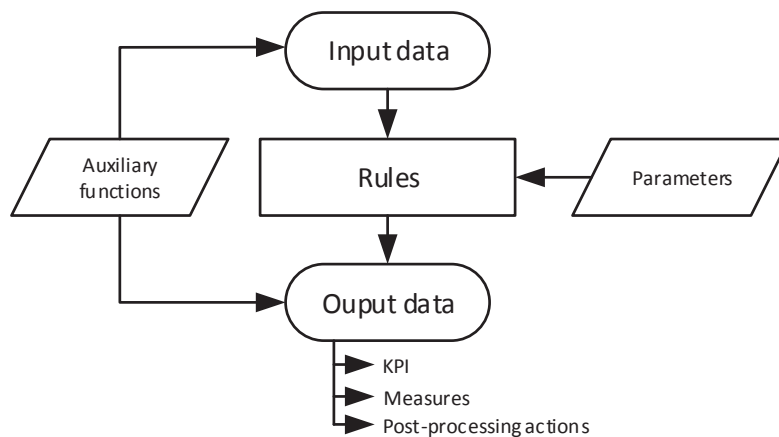 Input data
Auxiliary
functions
Rules
Parameters
Ouput data
KPI
Measures
Post-processing actions